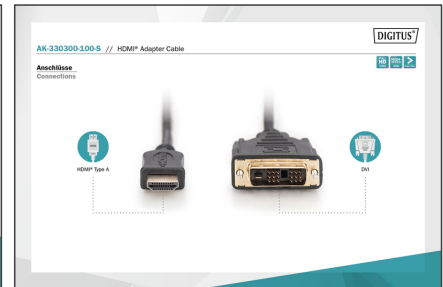 DIGITUS®
AK-330300-100-S // HDMI® Adapter Cable
Anschlüsse
Connections
HDMI® Type A
DVI